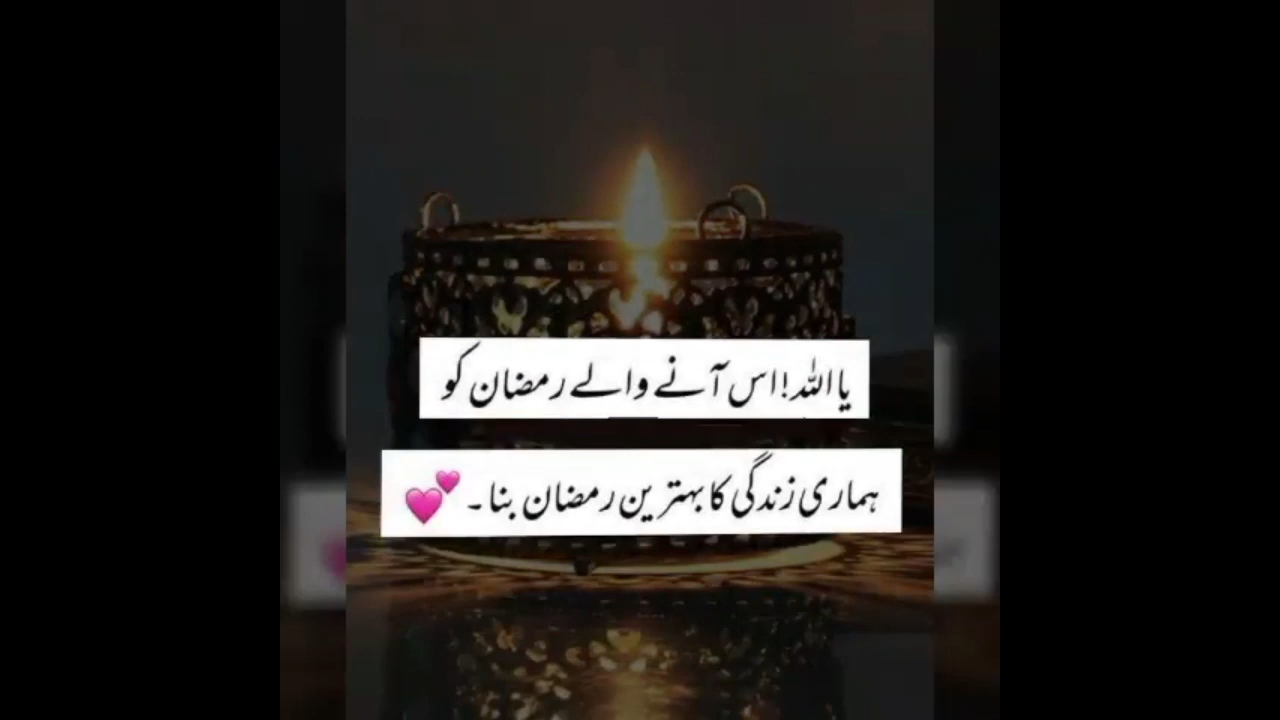 یا اللہ! اس آنے والے رمضان کو
ہماری زندگی کا بہترین رمضان بنا۔ 💕